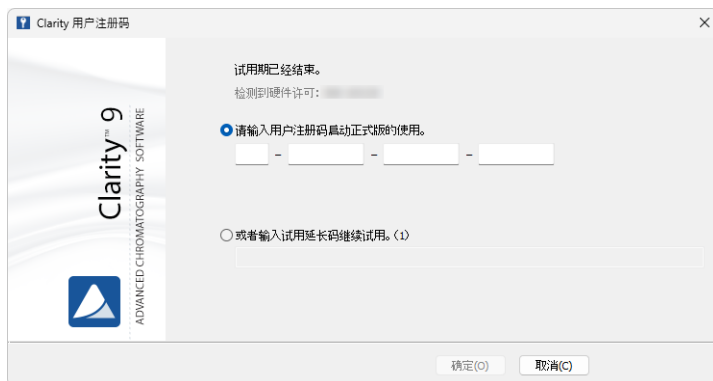 Clarity 用户注册码
试用期已经结束。
检测到硬件许可:
请输入用户注册码启动正式版的使用。
- - -
或者输入试用延长码继续试用。(1)
Clarity™ 9
ADVANCED CHROMATOGRAPHY SOFTWARE
确定(O)
取消(C)